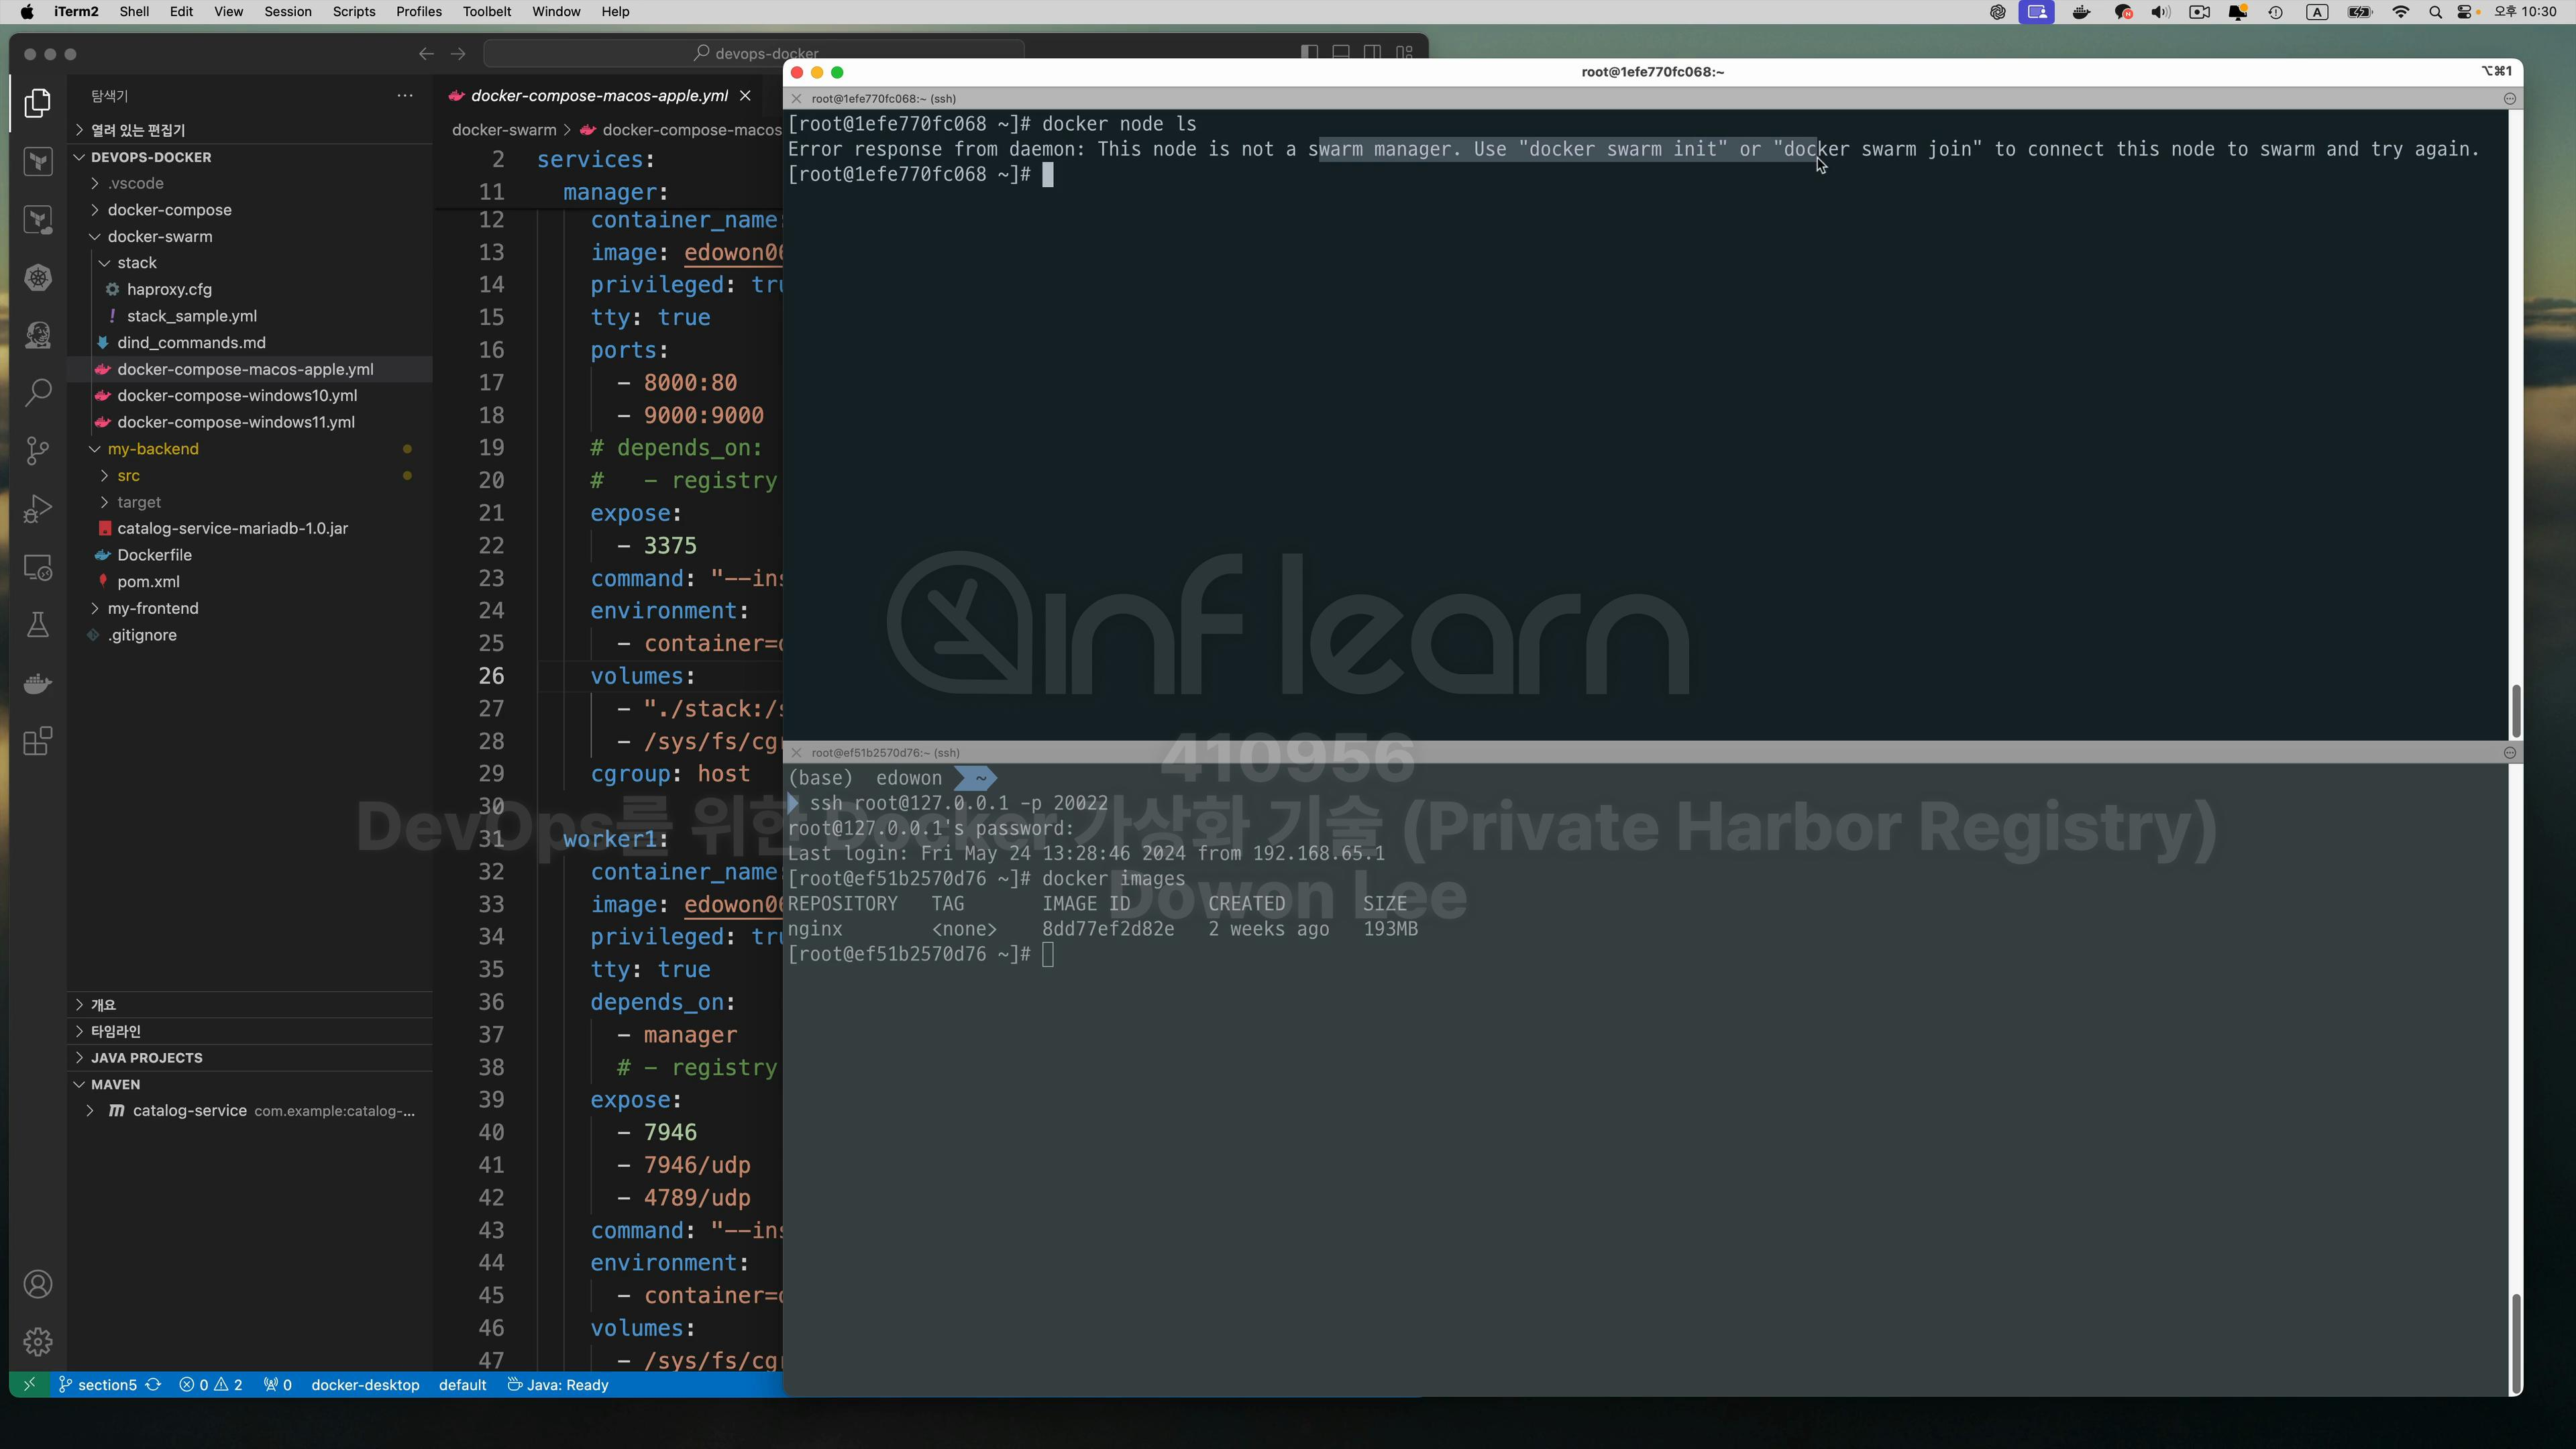 iTerm2 Shell Edit View Session Scripts Profiles Toolbelt Window Help
A 오후 10:30
devops-docker
탐색기
열려 있는 편집기
DEVOPS-DOCKER
.vscode
docker-compose
docker-swarm
stack
haproxy.cfg
! stack_sample.yml
dind_commands.md
docker-compose-macos-apple.yml
docker-compose-windows10.yml
docker-compose-windows11.yml
my-backend
src
target
catalog-service-mariadb-1.0.jar
Dockerfile
pom.xml
my-frontend
.gitignore
개요
타임라인
JAVA PROJECTS
MAVEN
m catalog-service com.example:catalog-...
section5 0 2 0 docker-desktop default Java: Ready
docker-compose-macos-apple.yml
docker-swarm > docker-compose-macos
2 services:
11 manager:
12 container_name:
13 image: edowon0
14 privileged: tru
15 tty: true
16 ports:
17 - 8000:80
18 - 9000:9000
19 # depends_on:
20 # - registry
21 expose:
22 - 3375
23 command: "--ins
24 environment:
25 - container=
26 volumes:
27 - "./stack:/s
28 - /sys/fs/cg
29 cgroup: host
30
31 worker1:
32 container_name:
33 image: edowon0
34 privileged: tru
35 tty: true
36 depends_on:
37 - manager
38 # - registry
39 expose:
40 - 7946
41 - 7946/udp
42 - 4789/udp
43 command: "--ins
44 environment:
45 - container=
46 volumes:
47 - /sys/fs/cg
root@1efe770fc068:~
⌥⌘1
root@1efe770fc068:~ (ssh)
[root@1efe770fc068 ~]# docker node ls
Error response from daemon: This node is not a swarm manager. Use "docker swarm init" or "docker swarm join" to connect this node to swarm and try again.
[root@1efe770fc068 ~]#
root@ef51b2570d76:~ (ssh)
(base) edowon ~
ssh root@127.0.0.1 -p 20022
root@127.0.0.1's password:
Last login: Fri May 24 13:28:46 2024 from 192.168.65.1
[root@ef51b2570d76 ~]# docker images
REPOSITORY TAG IMAGE ID CREATED SIZE
nginx <none> 8dd77ef2d82e 2 weeks ago 193MB
[root@ef51b2570d76 ~]#
inflearn
410956
DevOps를 위한 Docker 가상화 기술 (Private Harbor Registry)
Dowon Lee